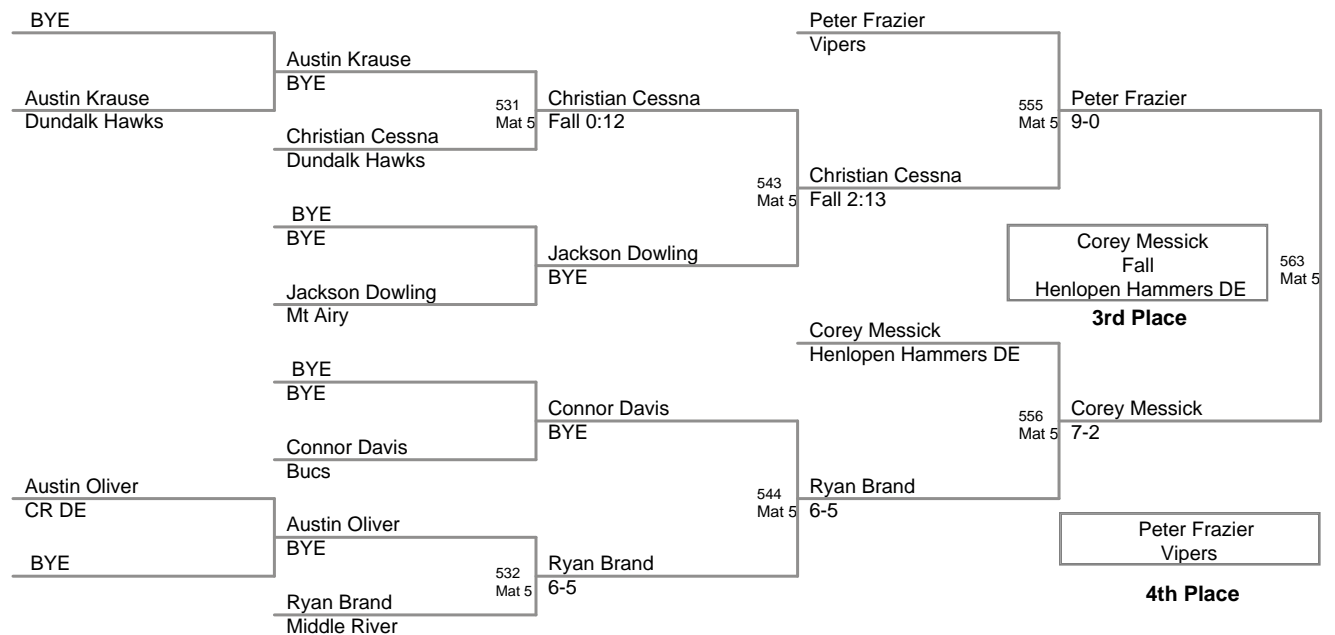 BYE
Austin Krause
Dundalk Hawks
Austin Oliver
CR DE
BYE
Austin Krause
BYE
Christian Cessna
Dundalk Hawks
BYE
BYE
Jackson Dowling
Mt Airy
BYE
BYE
Connor Davis
Bucs
Austin Oliver
BYE
Ryan Brand
Middle River
531
Mat 5
532
Mat 5
Christian Cessna
Fall 0:12
Jackson Dowling
BYE
Connor Davis
BYE
Ryan Brand
6-5
543
Mat 5
544
Mat 5
Peter Frazier
Vipers
Christian Cessna
Fall 2:13
Corey Messick
Henlopen Hammers DE
Ryan Brand
6-5
555
Mat 5
556
Mat 5
Peter Frazier
9-0
Corey Messick
7-2
563
Mat 5
Corey Messick
Fall
Henlopen Hammers DE
3rd Place
Peter Frazier
Vipers
4th Place